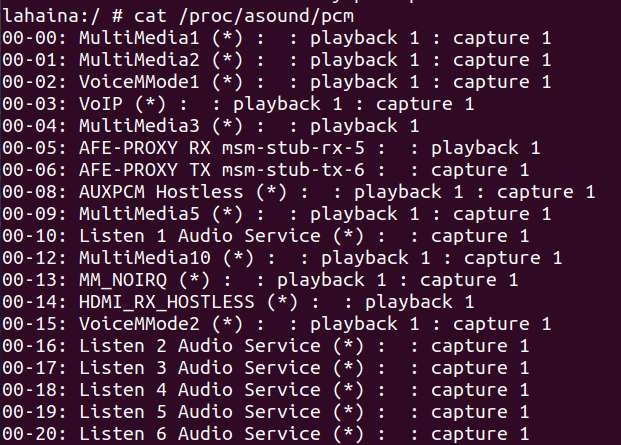 lahaina:/ # cat /proc/asound/pcm
00-00: MultiMedia1 (*) :  : playback 1 : capture 1
00-01: MultiMedia2 (*) :  : playback 1 : capture 1
00-02: VoiceMMode1 (*) :  : playback 1 : capture 1
00-03: VoIP (*) :  : playback 1 : capture 1
00-04: MultiMedia3 (*) :  : playback 1
00-05: AFE-PROXY RX msm-stub-rx-5 :  : playback 1
00-06: AFE-PROXY TX msm-stub-tx-6 :  : capture 1
00-08: AUXPCM Hostless (*) :  : playback 1 : capture 1
00-09: MultiMedia5 (*) :  : playback 1 : capture 1
00-10: Listen 1 Audio Service (*) :  : capture 1
00-12: MultiMedia10 (*) :  : playback 1 : capture 1
00-13: MM_NOIRQ (*) :  : playback 1 : capture 1
00-14: HDMI_RX_HOSTLESS (*) :  : playback 1
00-15: VoiceMMode2 (*) :  : playback 1 : capture 1
00-16: Listen 2 Audio Service (*) :  : capture 1
00-17: Listen 3 Audio Service (*) :  : capture 1
00-18: Listen 4 Audio Service (*) :  : capture 1
00-19: Listen 5 Audio Service (*) :  : capture 1
00-20: Listen 6 Audio Service (*) :  : capture 1